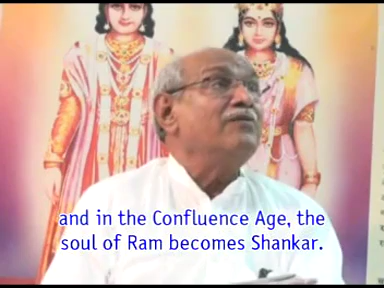 and in the Confluence Age, the
soul of Ram becomes Shankar.